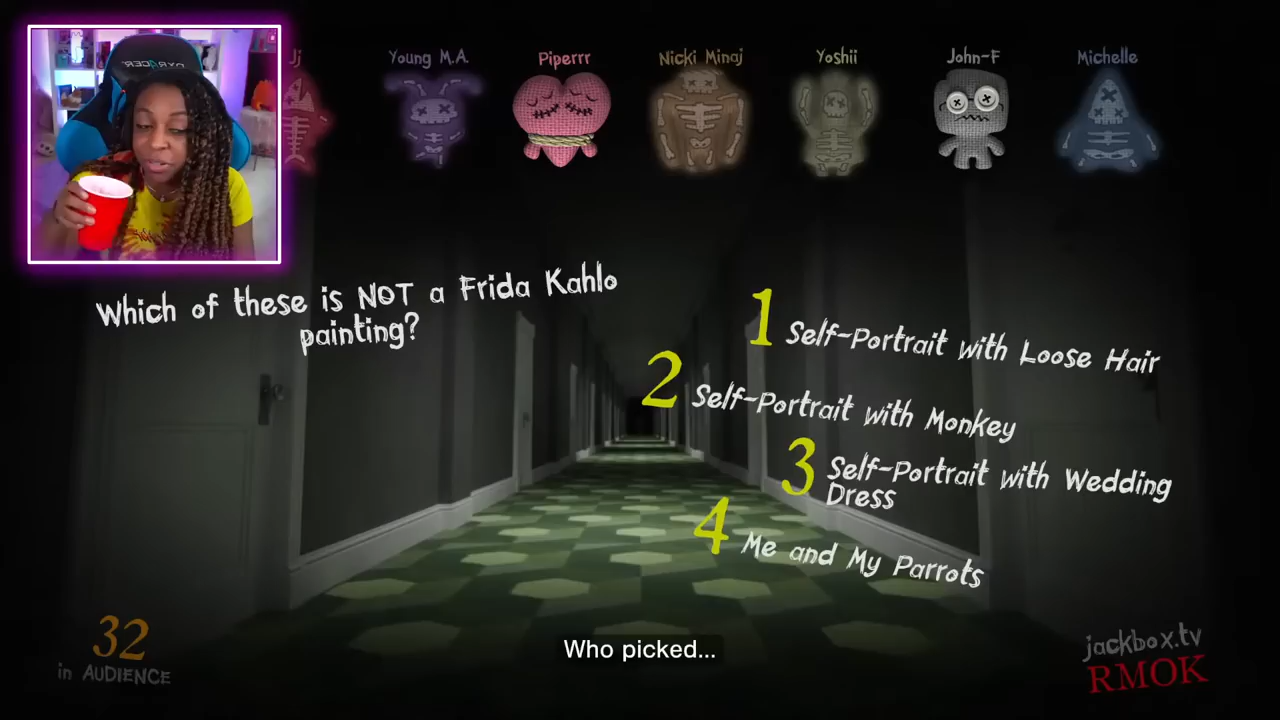 Jj
Young M.A.
Piperrr
Nicki Minaj
Yoshii
John-F
Michelle
Which of these is NOT a Frida Kahlo
painting?
1 Self-Portrait with Loose Hair
2 Self-Portrait with Monkey
3 Self-Portrait with Wedding
Dress
4 Me and My Parrots
Who picked...
32
in AUDIENCE
jackbox.tv
RMOK